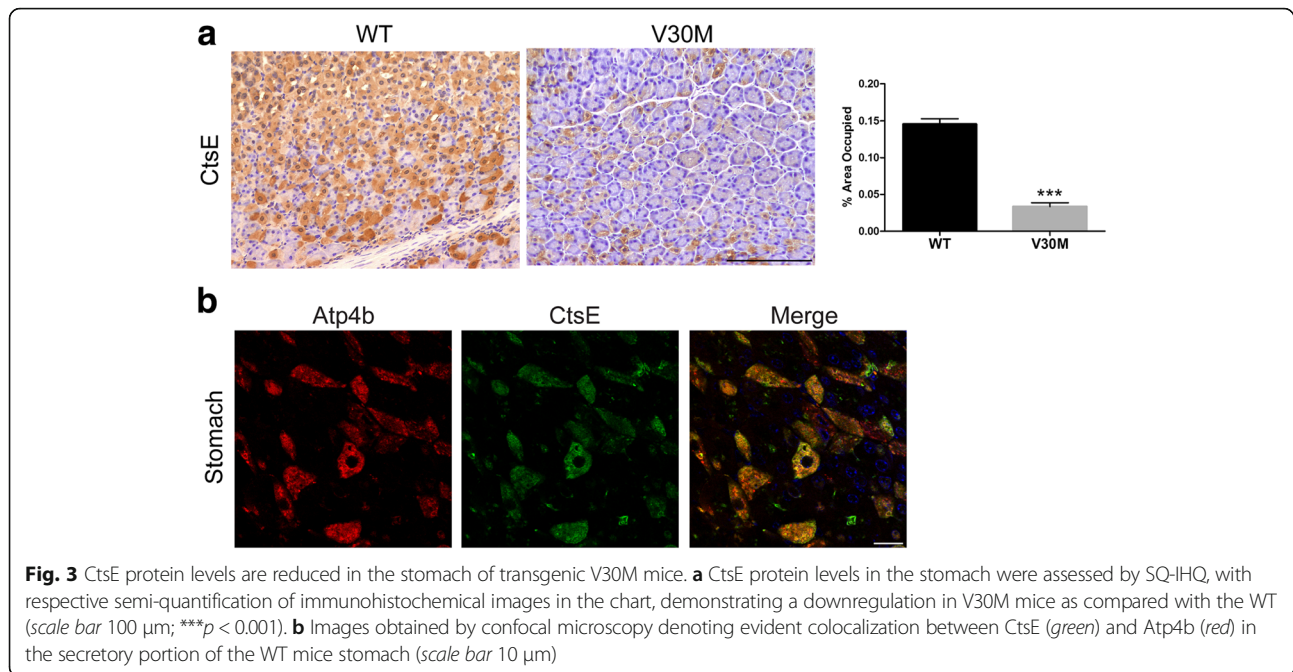 a
WT
V30M
CtsE
% Area Occupied
0.20
0.15
0.10
0.05
0.00
***
WT
V30M
b
Atp4b
CtsE
Merge
Stomach
Fig. 3 CtsE protein levels are reduced in the stomach of transgenic V30M mice. a CtsE protein levels in the stomach were assessed by SQ-IHQ, with
respective semi-quantification of immunohistochemical images in the chart, demonstrating a downregulation in V30M mice as compared with the WT
(scale bar 100 μm; ***p < 0.001). b Images obtained by confocal microscopy denoting evident colocalization between CtsE (green) and Atp4b (red) in
the secretory portion of the WT mice stomach (scale bar 10 μm)